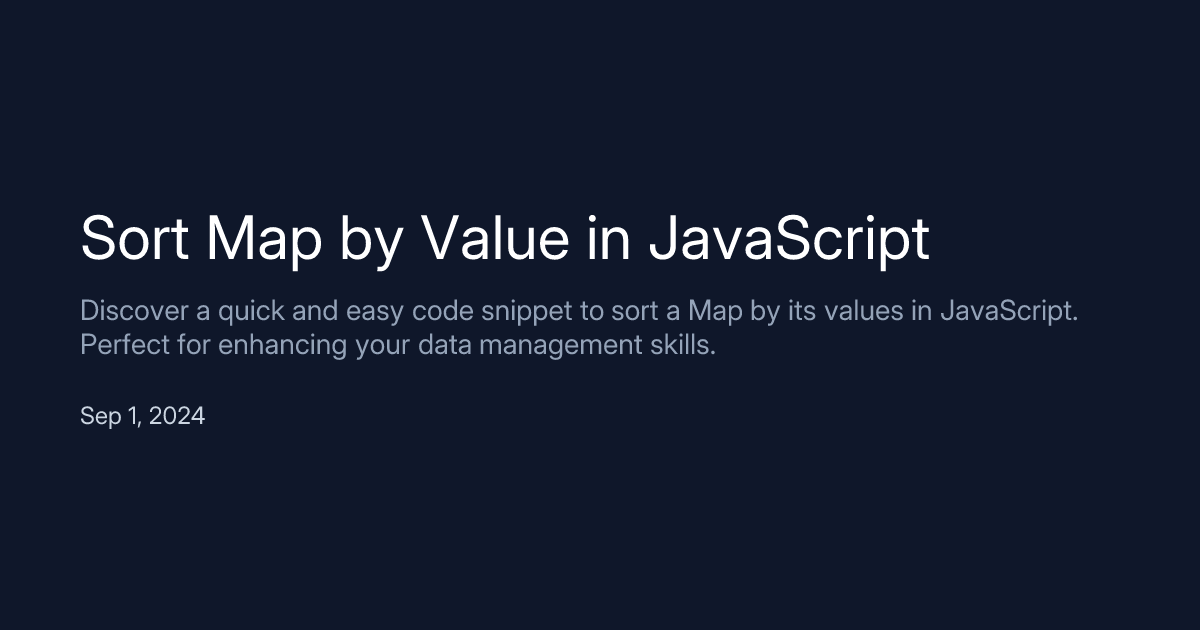 Sort Map by Value in JavaScript
Discover a quick and easy code snippet to sort a Map by its values in JavaScript.
Perfect for enhancing your data management skills.
Sep 1, 2024